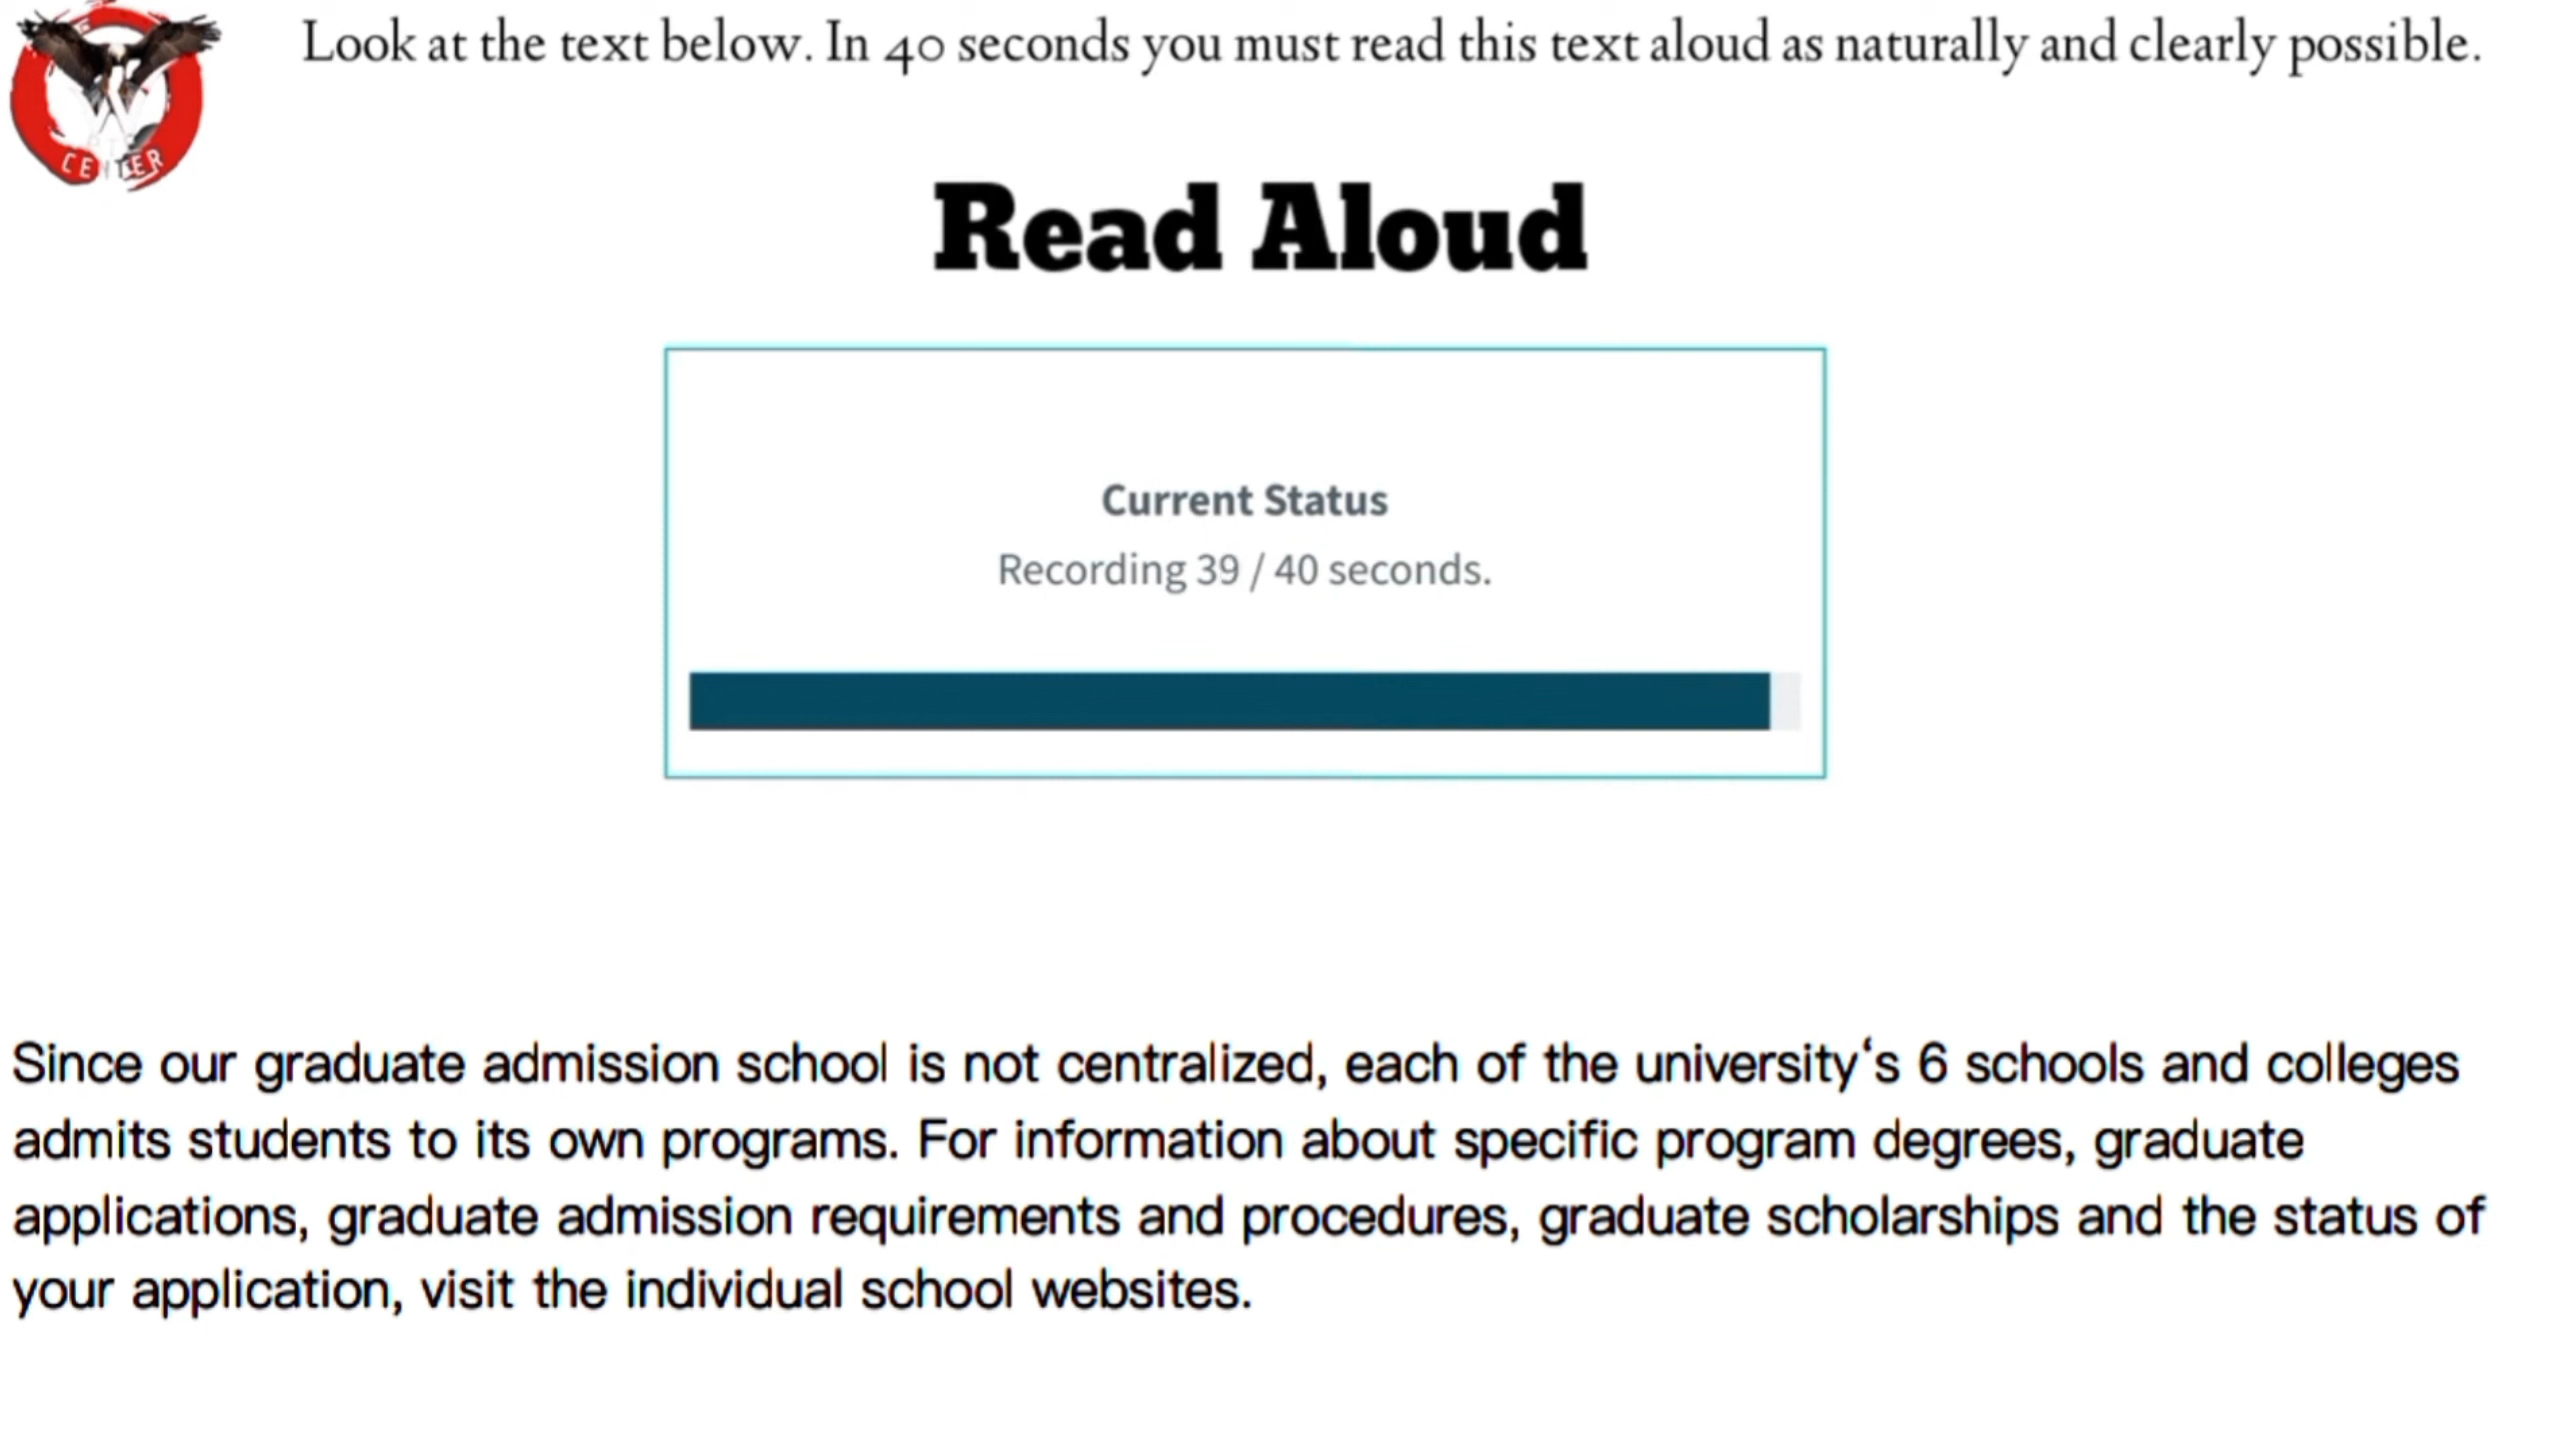 Look at the text below. In 40 seconds you must read this text aloud as naturally and clearly possible.
CENTER
Read Aloud
Current Status
Recording 39 / 40 seconds.
Since our graduate admission school is not centralized, each of the university‘s 6 schools and colleges
admits students to its own programs. For information about specific program degrees, graduate
applications, graduate admission requirements and procedures, graduate scholarships and the status of
your application, visit the individual school websites.